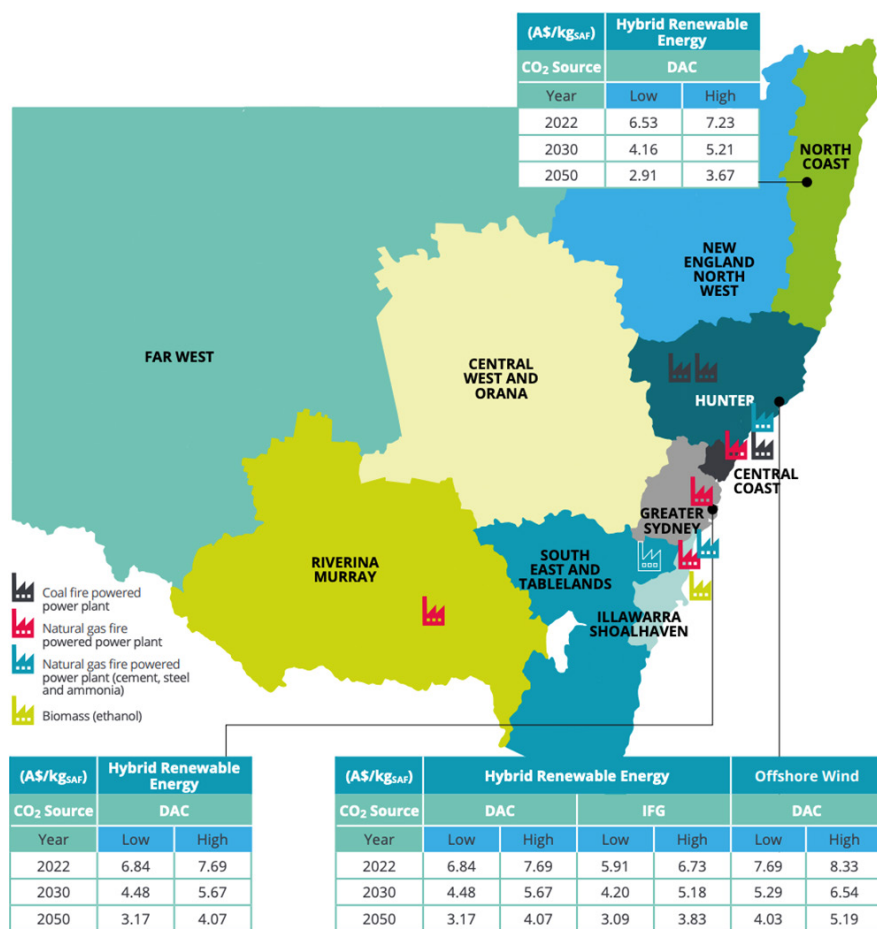 (A$/kgSAF) Hybrid Renewable
Energy
CO2 Source DAC
Year Low High
2022 6.53 7.23
2030 4.16 5.21
2050 2.91 3.67
NORTH
COAST
NEW
ENGLAND
NORTH
WEST
FAR WEST
CENTRAL
WEST AND
ORANA
HUNTER
CENTRAL
COAST
GREATER
SYDNEY
RIVERINA
MURRAY
SOUTH
EAST AND
TABLELANDS
ILLAWARRA
SHOALHAVEN
Coal fire powered
power plant
Natural gas fire
powered power plant
Natural gas fire powered
power plant (cement, steel
and ammonia)
Biomass (ethanol)
(A$/kgSAF) Hybrid Renewable
Energy
CO2 Source DAC
Year Low High
2022 6.84 7.69
2030 4.48 5.67
2050 3.17 4.07
(A$/kgSAF) Hybrid Renewable Energy Offshore Wind
CO2 Source DAC IFG DAC
Year Low High Low High Low High
2022 6.84 7.69 5.91 6.73 7.69 8.33
2030 4.48 5.67 4.20 5.18 5.29 6.54
2050 3.17 4.07 3.09 3.83 4.03 5.19